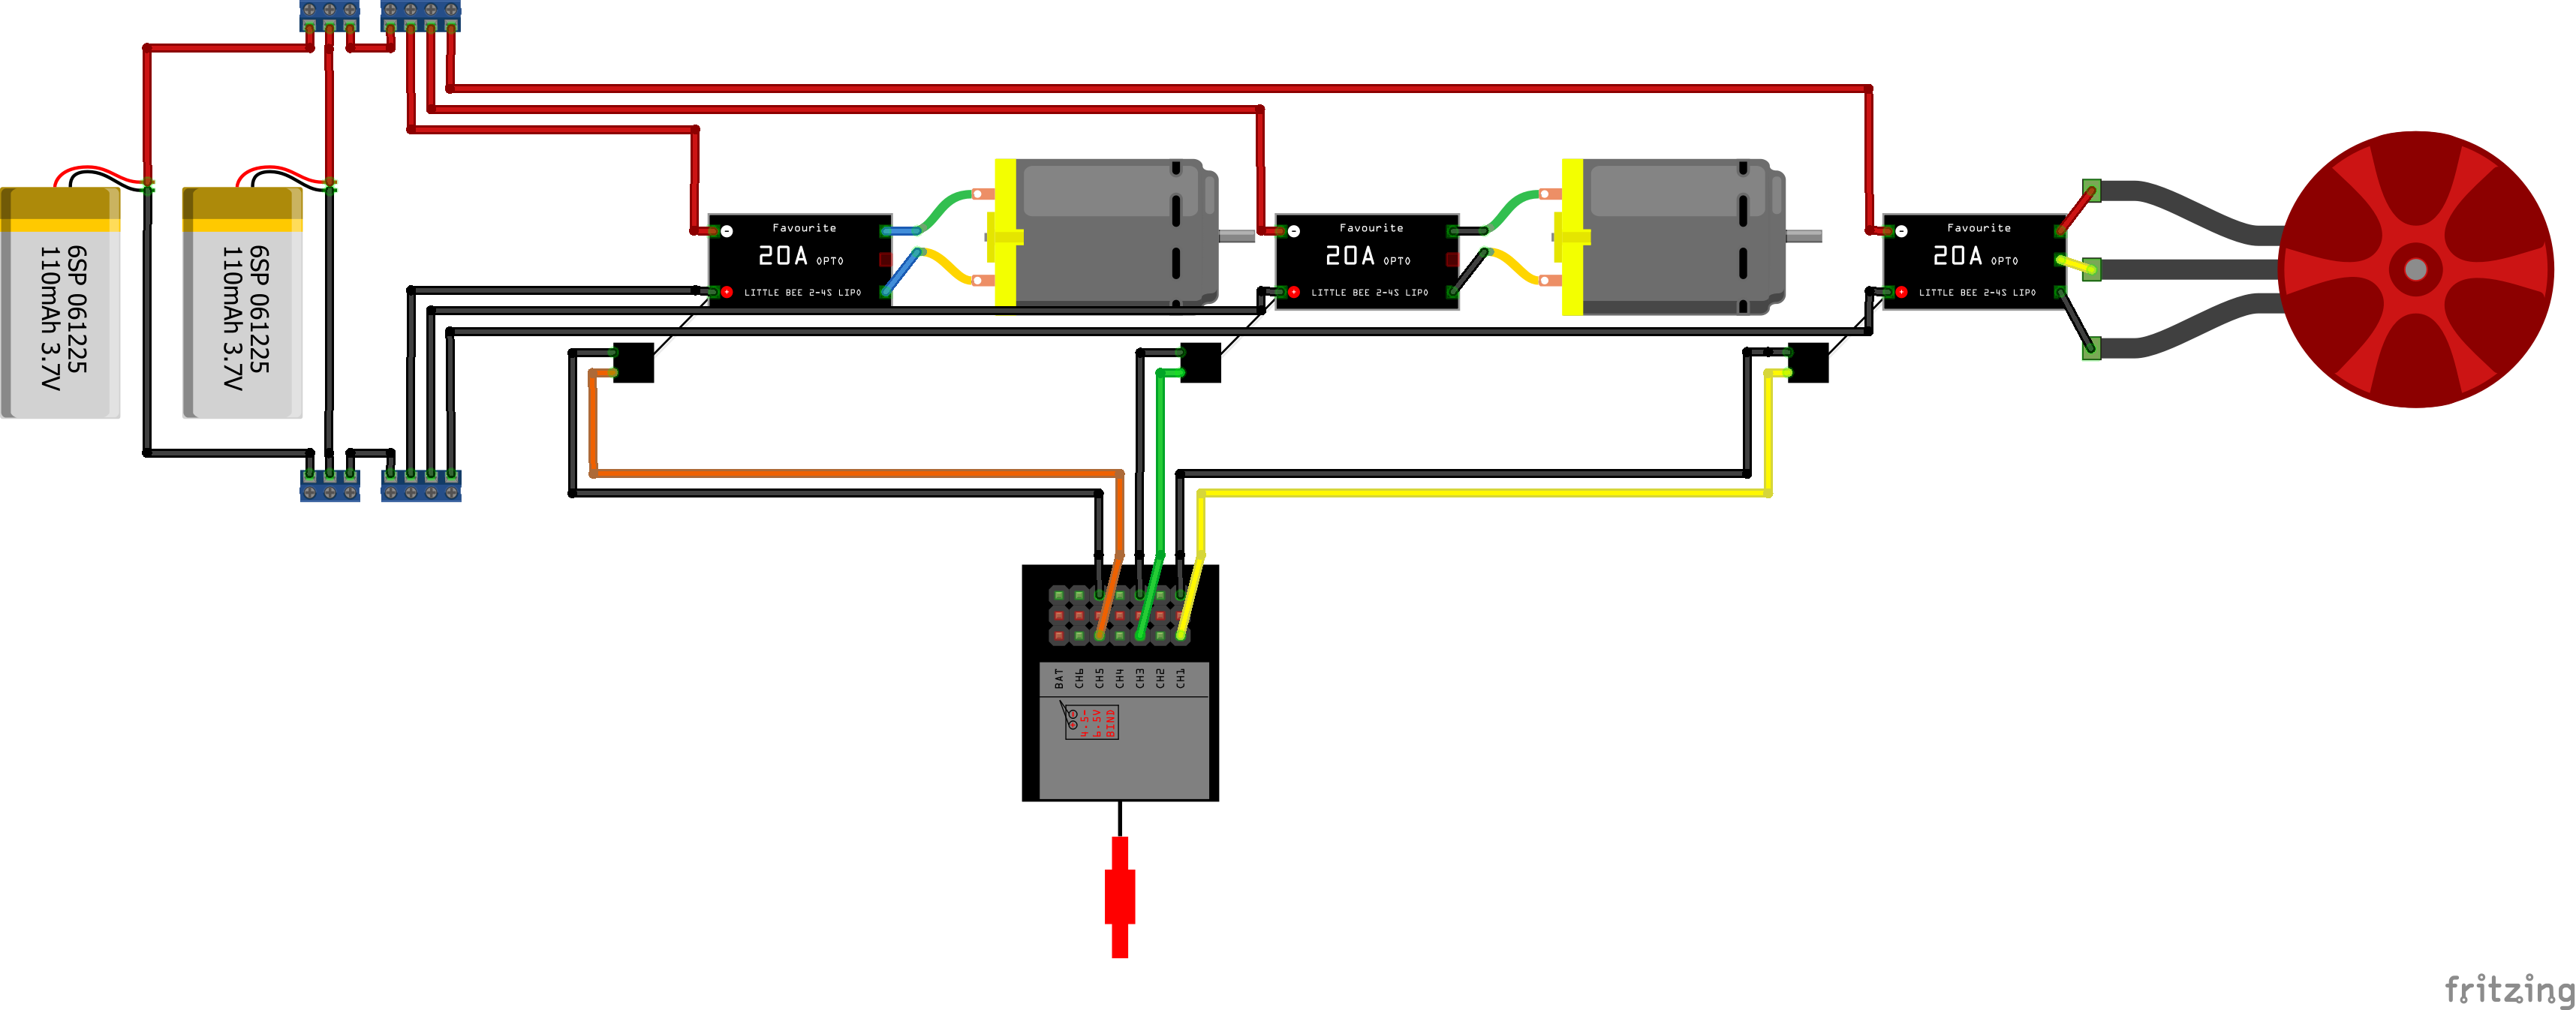 6SP 061225
110mAh 3.7V
6SP 061225
110mAh 3.7V
-
Favourite
20A OPTO
+
LITTLE BEE 2-4S LIPO
-
Favourite
20A OPTO
+
LITTLE BEE 2-4S LIPO
-
Favourite
20A OPTO
+
LITTLE BEE 2-4S LIPO
BAT
CH6
CH5
CH4
CH3
CH2
CH1
4.5-
6.5V
BIND
fritzing